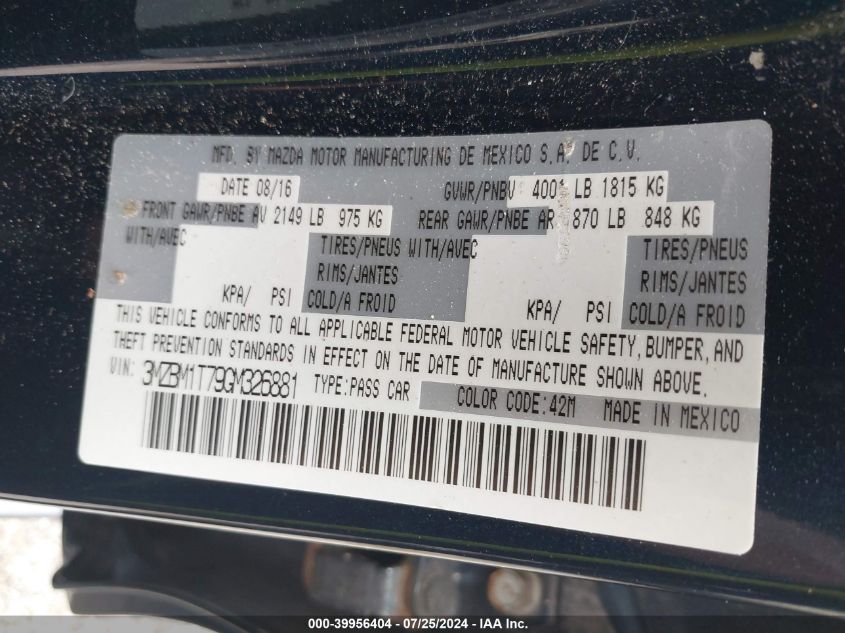 MFD. BY MAZDA MOTOR MANUFACTURING DE MEXICO S.A. DE C.V.
DATE 08/16 GVWR/PNBV 400 LB 1815 KG
FRONT GAWR/PNBE AV 2149 LB 975 KG REAR GAWR/PNBE AR 870 LB 848 KG
WITH/AVEC TIRES/PNEUS WITH/AVEC TIRES/PNEUS
RIMS/JANTES RIMS/JANTES
KPA/ PSI COLD/A FROID KPA/ PSI COLD/A FROID
THIS VEHICLE CONFORMS TO ALL APPLICABLE FEDERAL MOTOR VEHICLE SAFETY, BUMPER, AND
THEFT PREVENTION STANDARDS IN EFFECT ON THE DATE OF MANUFACTURE SHOWN ABOVE.
VIN: 3MZBM1T79GM326881 TYPE:PASS CAR COLOR CODE:42M MADE IN MEXICO
000-39956404 - 07/25/2024 - IAA Inc.